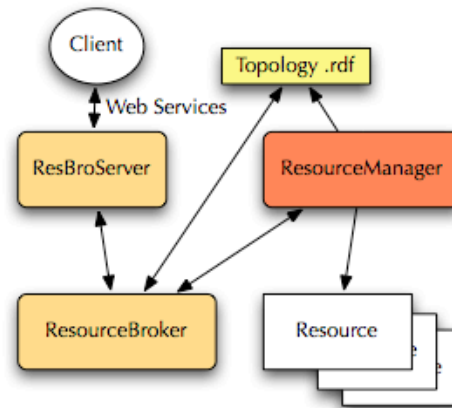 Client
Topology .rdf
Web Services
ResBroServer
ResourceManager
ResourceBroker
Resource
e
e